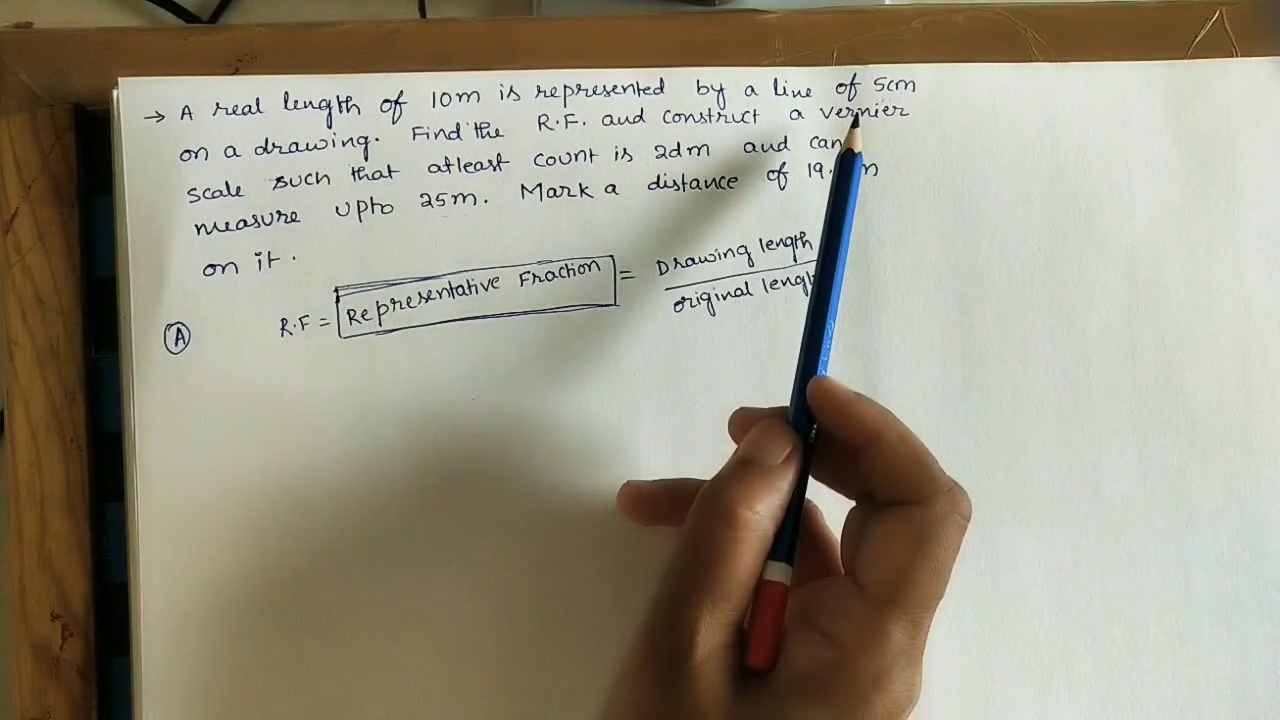 → A real length of 10m is represented by a line of 5cm
on a drawing. Find the R.F. and construct a vernier
scale such that atleast count is 2dm and can
measure upto 25m. Mark a distance of
on it.
R.F = Representative Fraction = Drawing length
original length
A